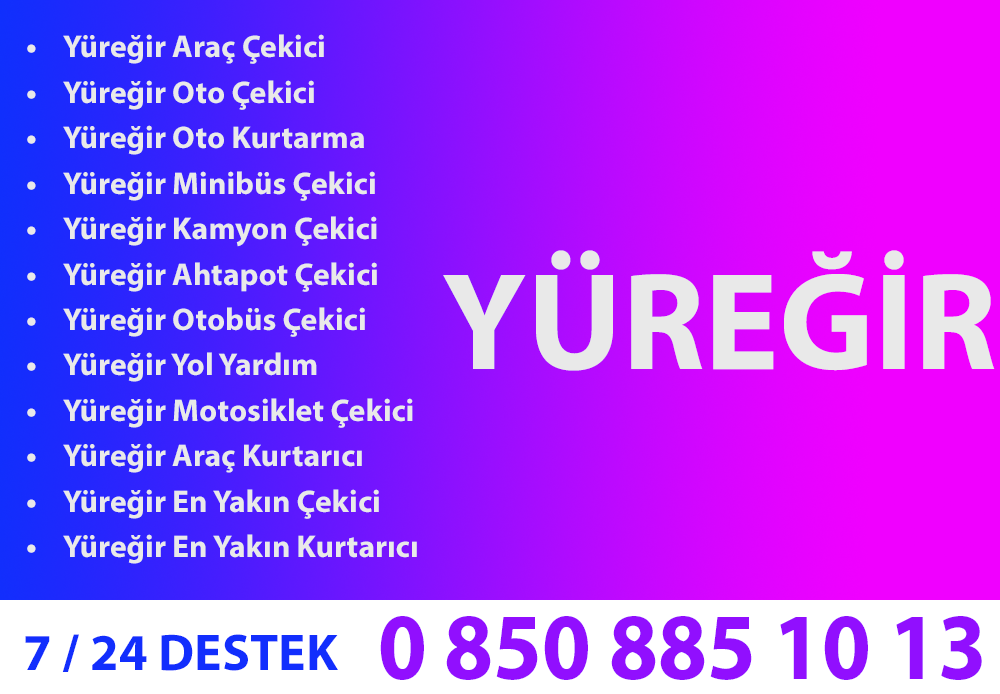 • Yüreğir Araç Çekici
• Yüreğir Oto Çekici
• Yüreğir Oto Kurtarma
• Yüreğir Minibüs Çekici
• Yüreğir Kamyon Çekici
• Yüreğir Ahtapot Çekici
• Yüreğir Otobüs Çekici
• Yüreğir Yol Yardım
• Yüreğir Motosiklet Çekici
• Yüreğir Araç Kurtarıcı
• Yüreğir En Yakın Çekici
• Yüreğir En Yakın Kurtarıcı
YÜREĞİR
7 / 24 DESTEK 0 850 885 10 13